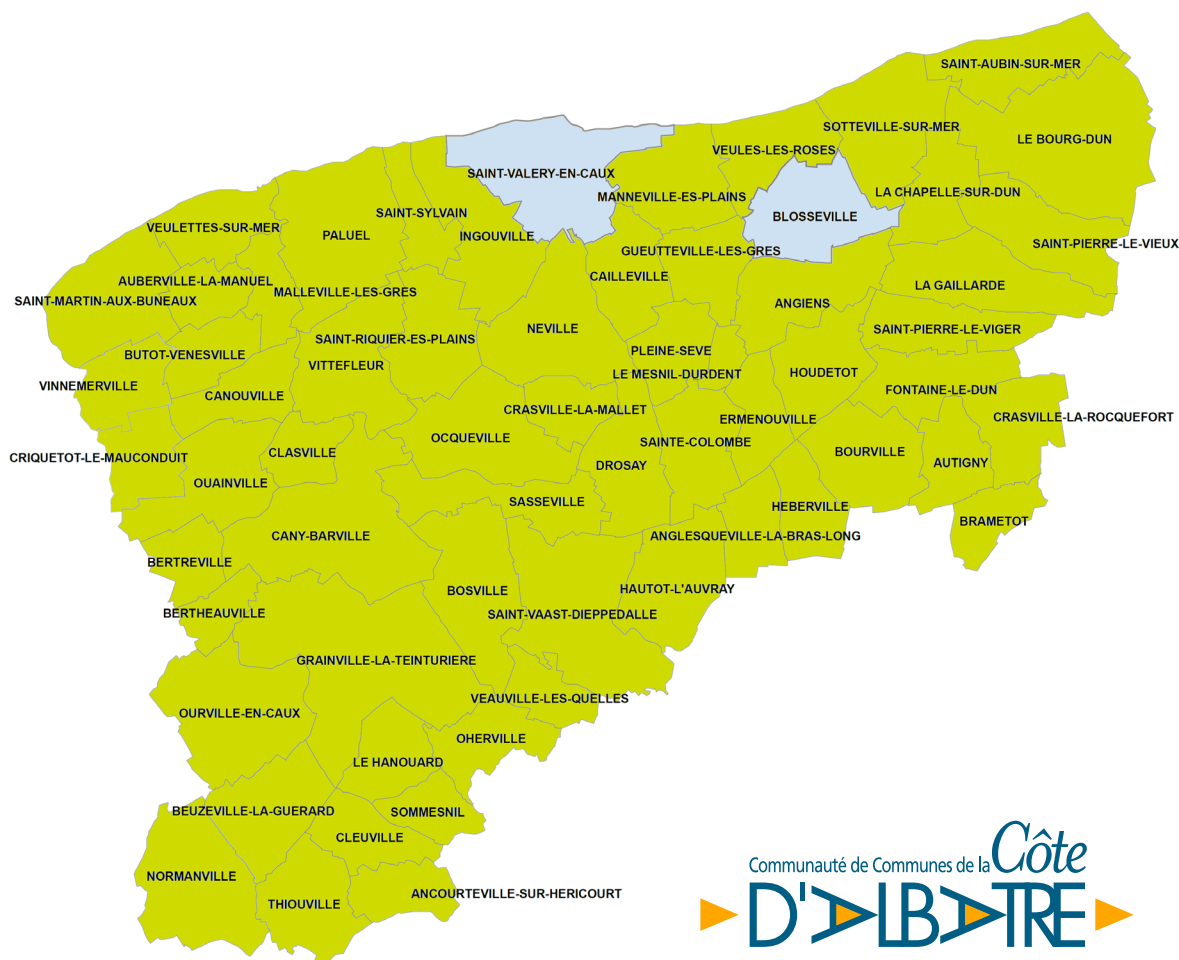 SAINT-AUBIN-SUR-MER
SOTTEVILLE-SUR-MER
LE BOURG-DUN
VEULES-LES-ROSES
SAINT-VALERY-EN-CAUX
LA CHAPELLE-SUR-DUN
MANNEVILLE-ES-PLAINS
SAINT-SYLVAIN
BLOSSEVILLE
VEULETTES-SUR-MER
PALUEL
INGOUVILLE
SAINT-PIERRE-LE-VIEUX
GUEUTTEVILLE-LES-GRES
CAILLEVILLE
AUBERVILLE-LA-MANUEL
LA GAILLARDE
MALLEVILLE-LES-GRES
SAINT-MARTIN-AUX-BUNEAUX
ANGIENS
NEVILLE
SAINT-PIERRE-LE-VIGER
SAINT-RIQUIER-ES-PLAINS
PLEINE-SEVE
BUTOT-VENESVILLE
VITTEFLEUR
HOUDETOT
LE MESNIL-DURDENT
VINNEMERVILLE
FONTAINE-LE-DUN
CANOUVILLE
CRASVILLE-LA-MALLET
CRASVILLE-LA-ROCQUEFORT
ERMENOUVILLE
OCQUEVILLE
SAINTE-COLOMBE
CLASVILLE
BOURVILLE
CRIQUETOT-LE-MAUCONDUIT
AUTIGNY
DROSAY
OUAINVILLE
SASSEVILLE
HEBERVILLE
BRAMETOT
CANY-BARVILLE
ANGLESQUEVILLE-LA-BRAS-LONG
BERTREVILLE
HAUTOT-L'AUVRAY
BOSVILLE
BERTHEAUVILLE
SAINT-VAAST-DIEPPEDALLE
GRAINVILLE-LA-TEINTURIERE
VEAUVILLE-LES-QUELLES
OURVILLE-EN-CAUX
OHERVILLE
LE HANOUARD
BEUZEVILLE-LA-GUERARD
SOMMESNIL
CLEUVILLE
NORMANVILLE
ANCOURTEVILLE-SUR-HERICOURT
THIOUVILLE
Communauté de Communes de la Côte
D'ALBATRE